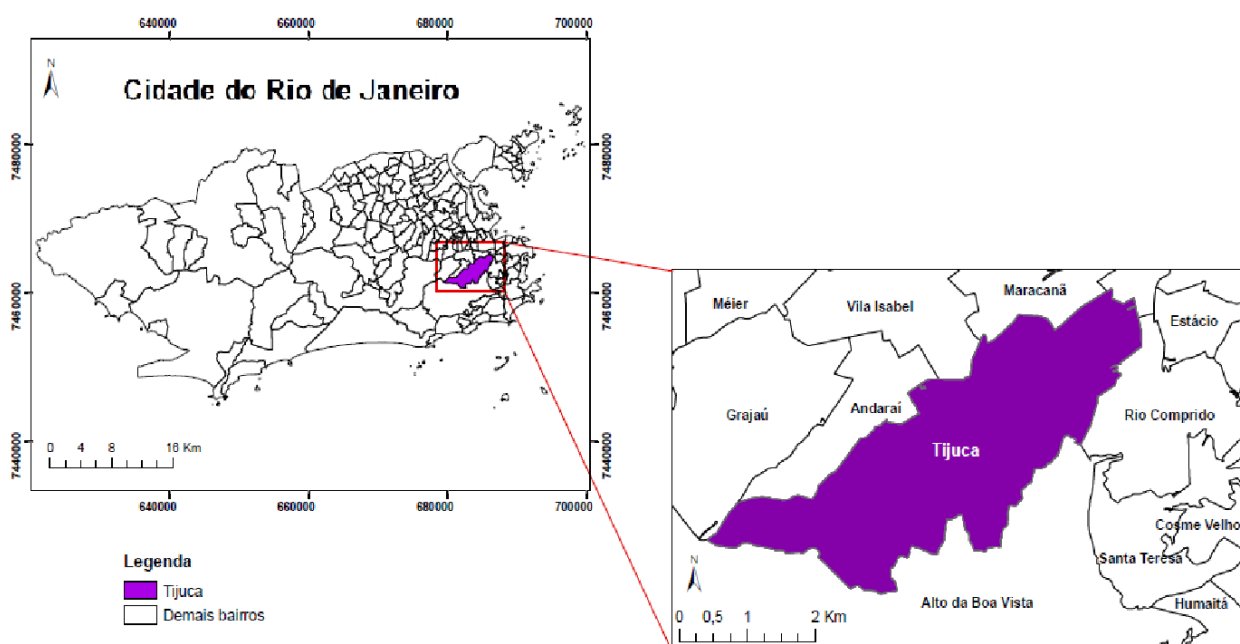 640000 660000 680000 700000
N
Cidade do Rio de Janeiro
7480000 7480000
7460000 7460000
7440000 7440000
0 4 8 16 Km
640000 660000 680000 700000
Legenda
Tijuca
Demais bairros
Méier
Vila Isabel
Maracanã
Estácio
Grajaú
Andaraí
Rio Comprido
Tijuca
Cosme Velho
Santa Teresa
Alto da Boa Vista
Humaitá
N
0 0,5 1 2 Km